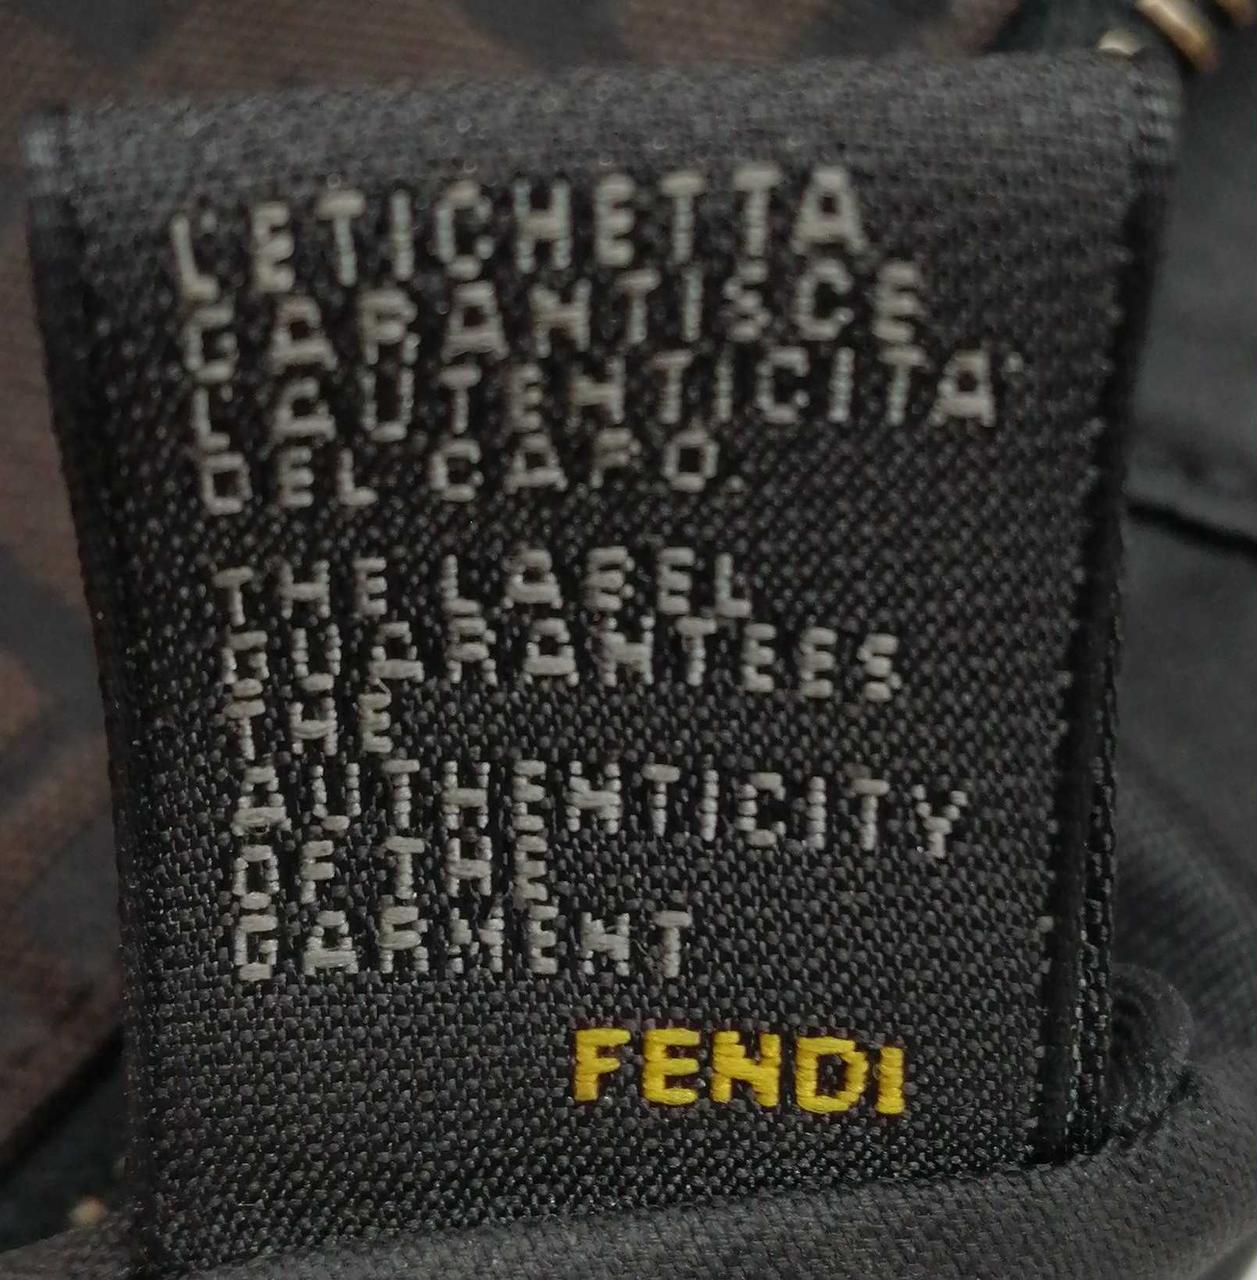 L'ETICHETTA
GARANTISCE
L'AUTENTICITA'
DEL CAPO.
THE LABEL
GUARANTEES
THE
AUTHENTICITY
OF THE
GARMENT
FENDI